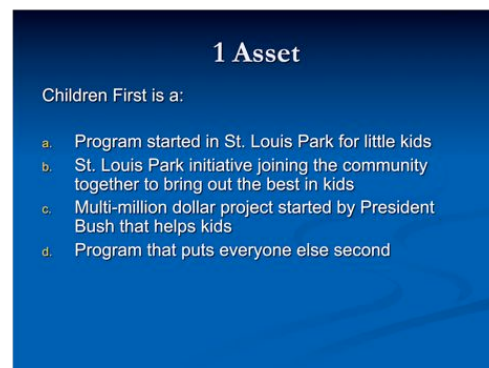 1 Asset
Children First is a:
a. Program started in St. Louis Park for little kids
b. St. Louis Park initiative joining the community
together to bring out the best in kids
c. Multi-million dollar project started by President
Bush that helps kids
d. Program that puts everyone else second